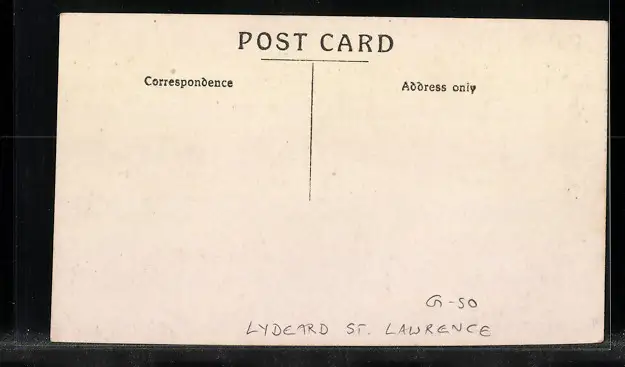 POST CARD
Correspondence
Address only
G-50
LYDEARD ST. LAWRENCE